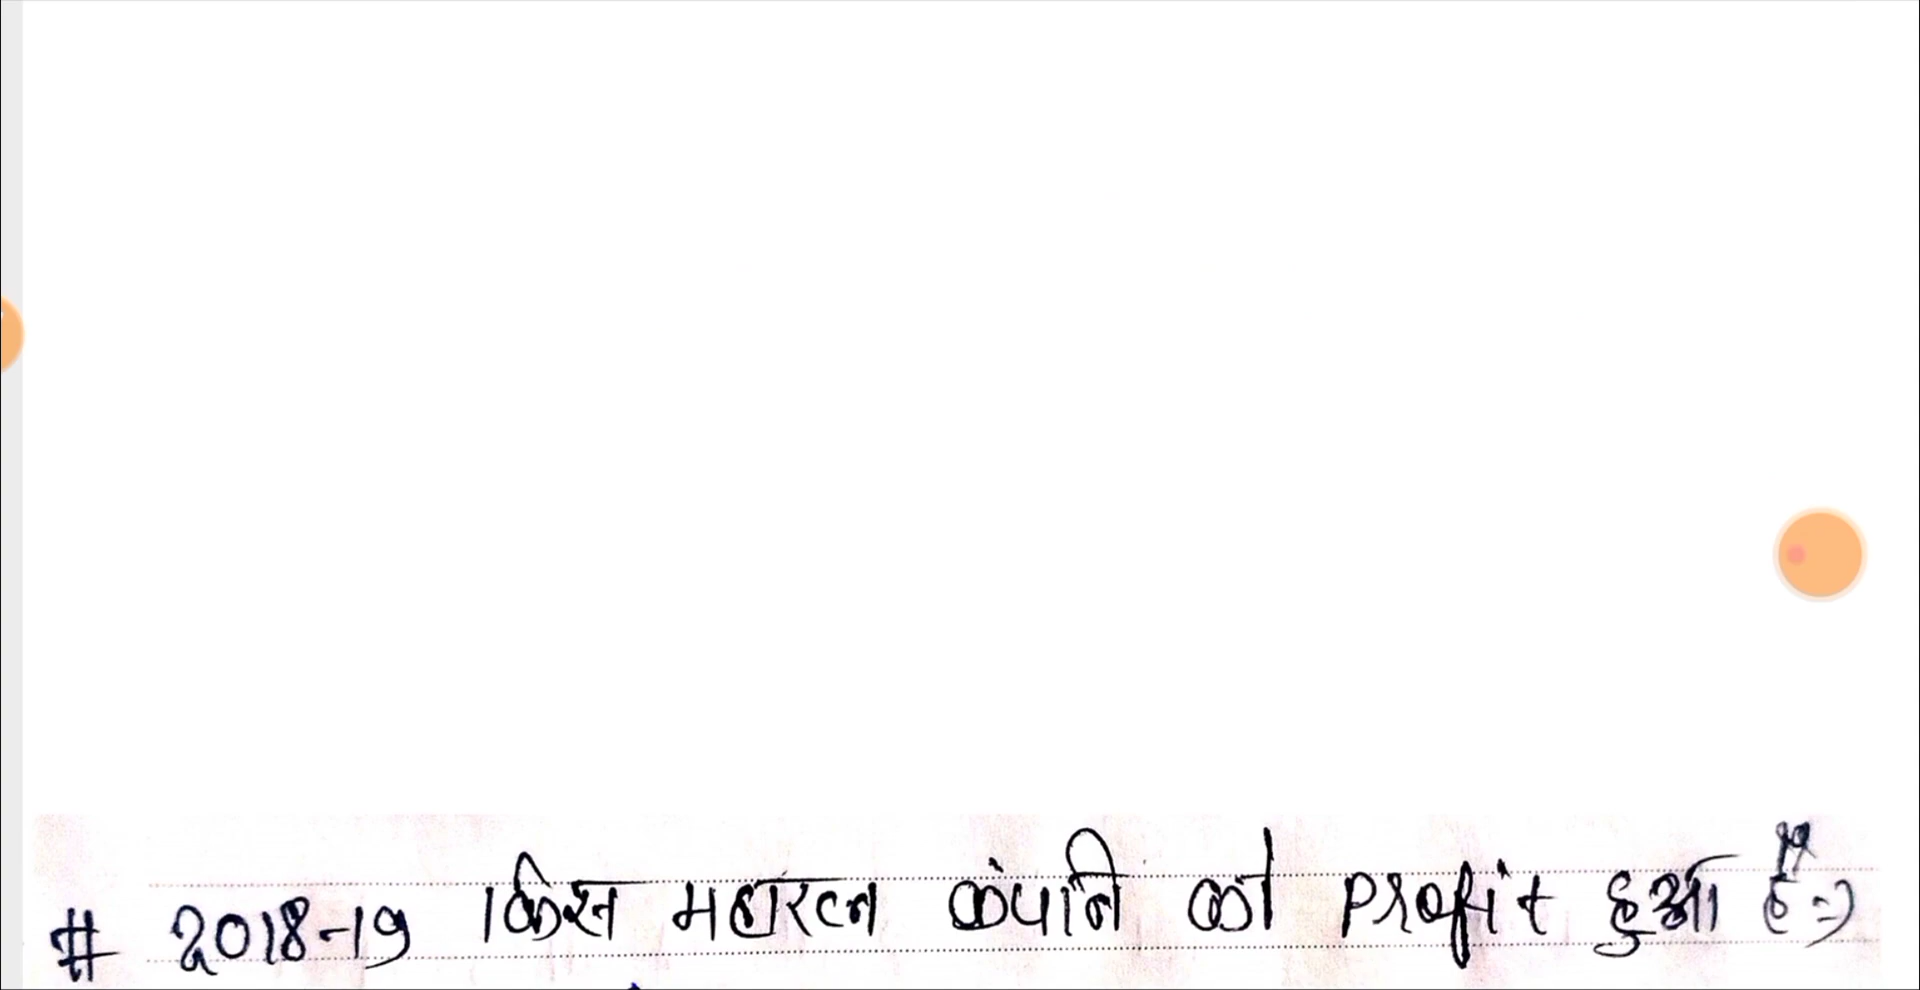 # 2018-19 किस महारत्न कंपनि को Profit हुआ है :-)